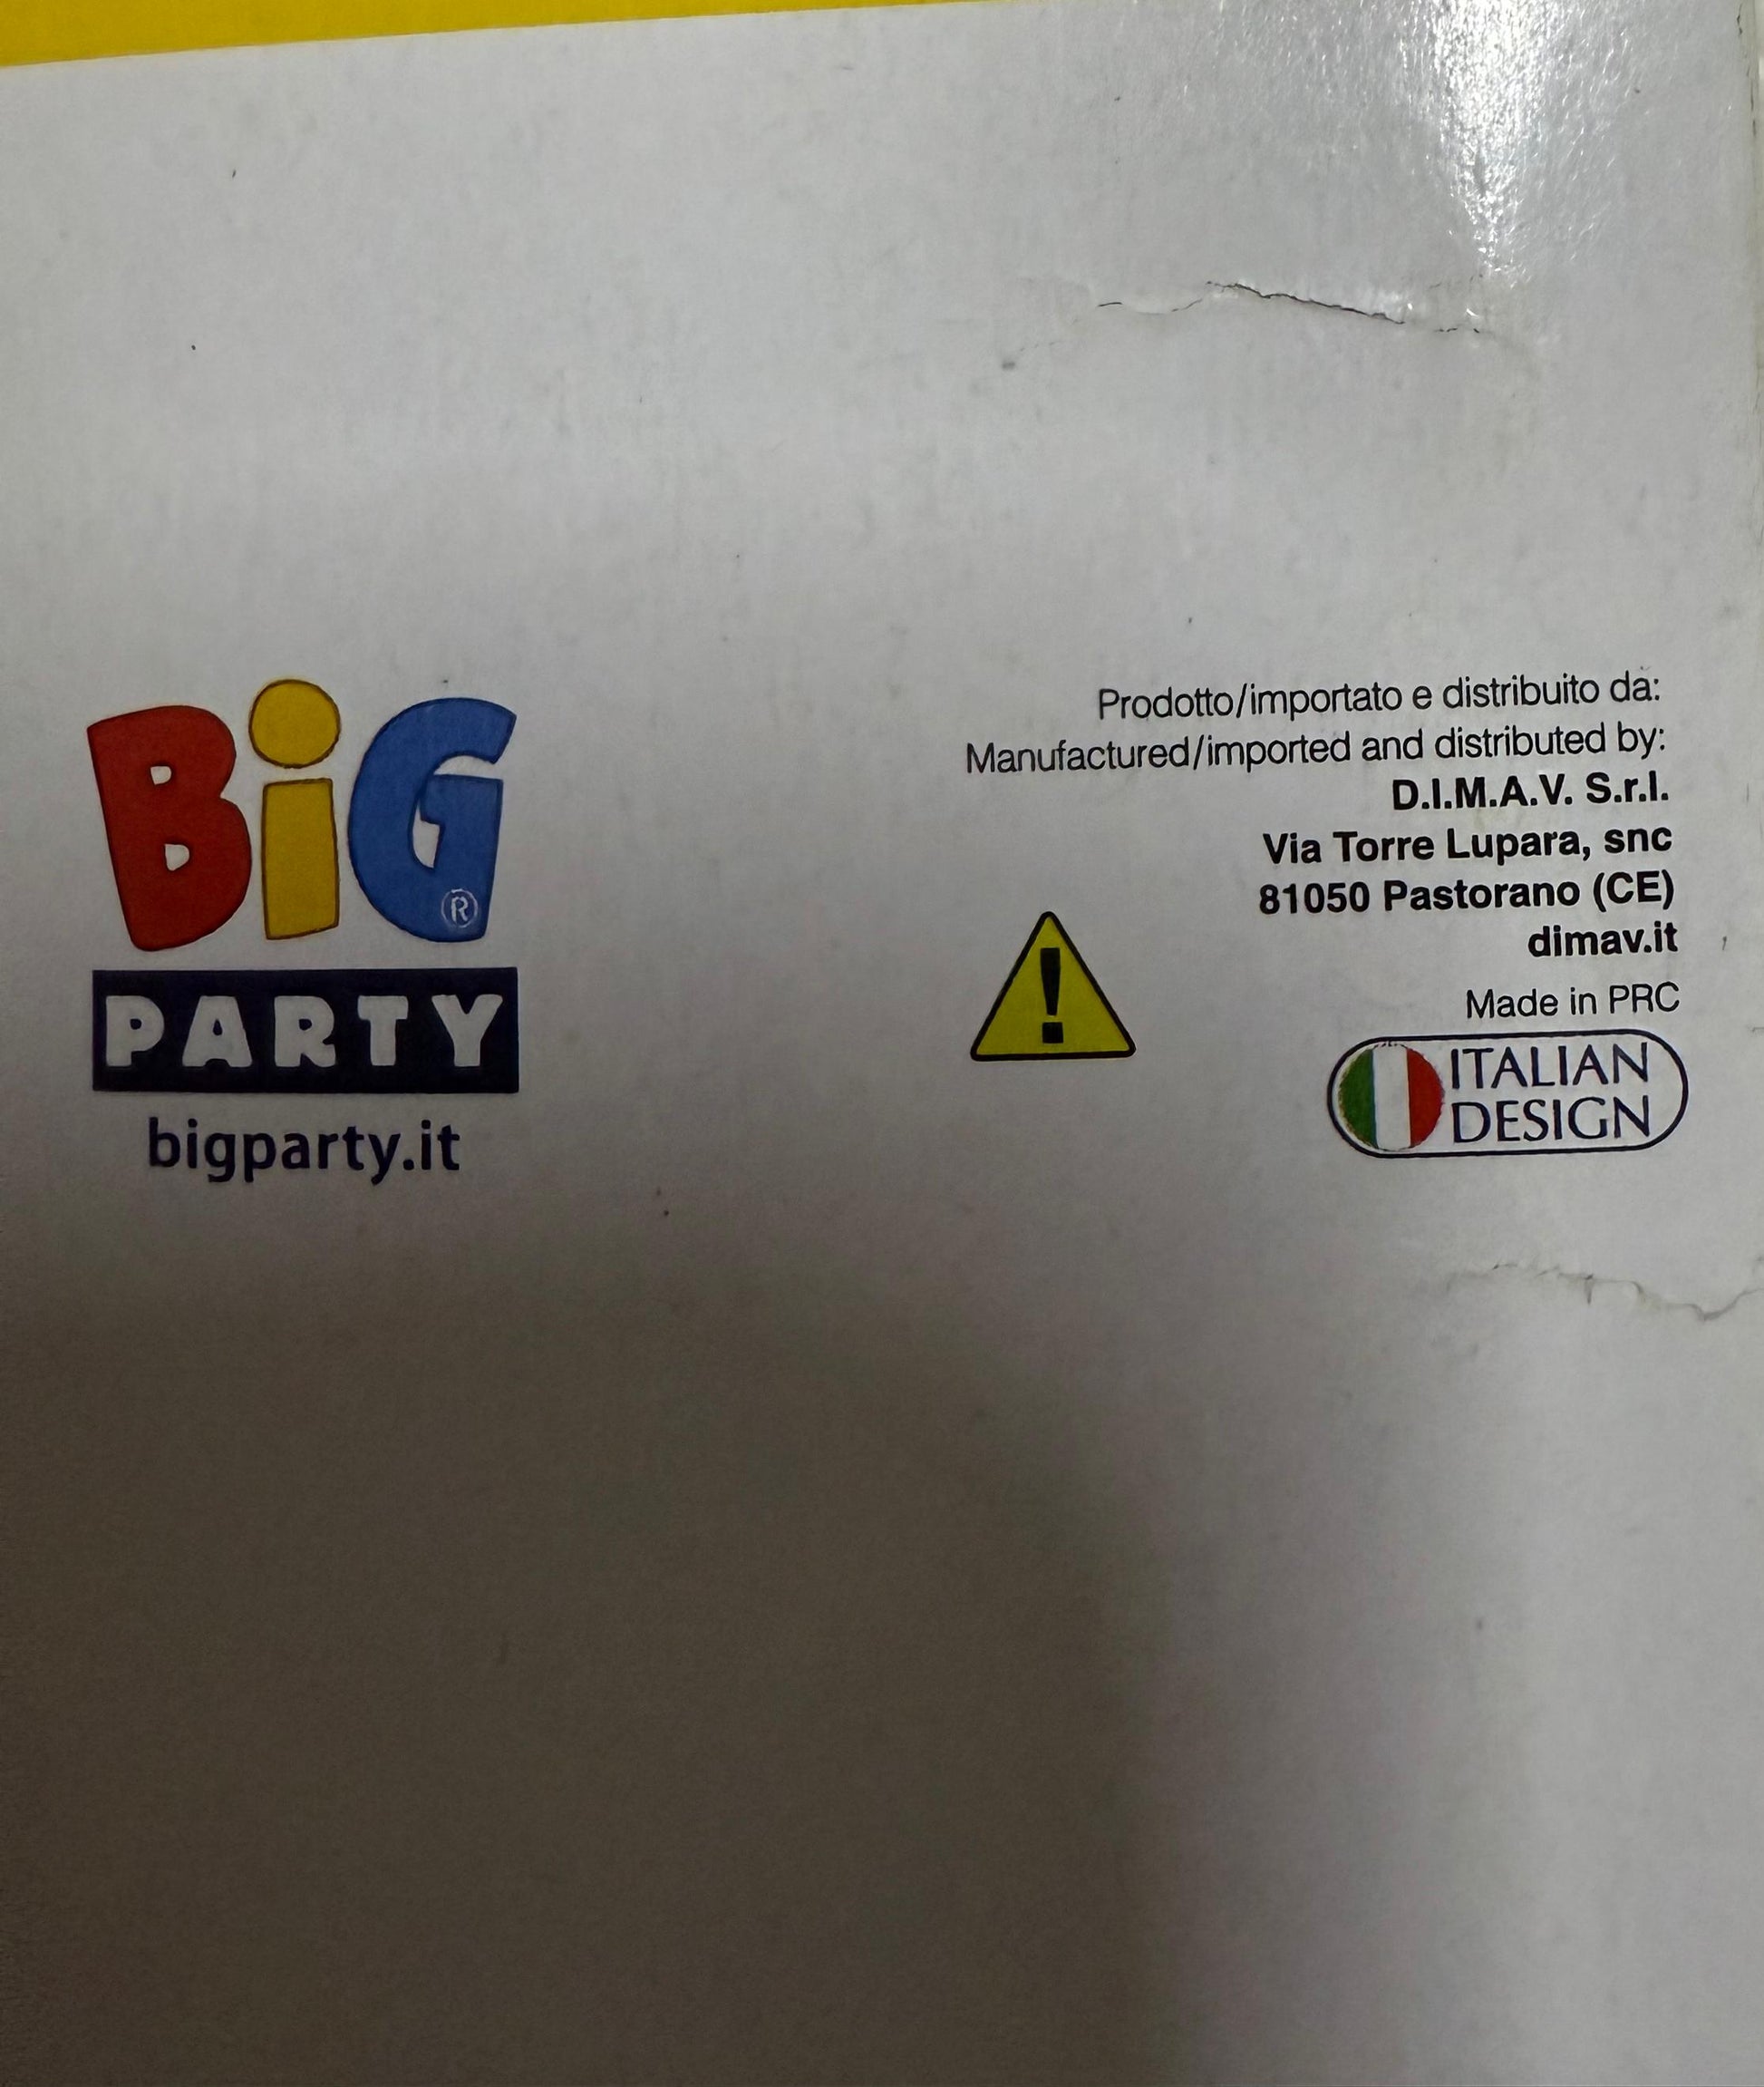 BiG
®
PARTY
bigparty.it
Prodotto/importato e distribuito da:
Manufactured/imported and distributed by:
D.I.M.A.V. S.r.l.
Via Torre Lupara, snc
81050 Pastorano (CE)
dimav.it
Made in PRC
ITALIAN
DESIGN